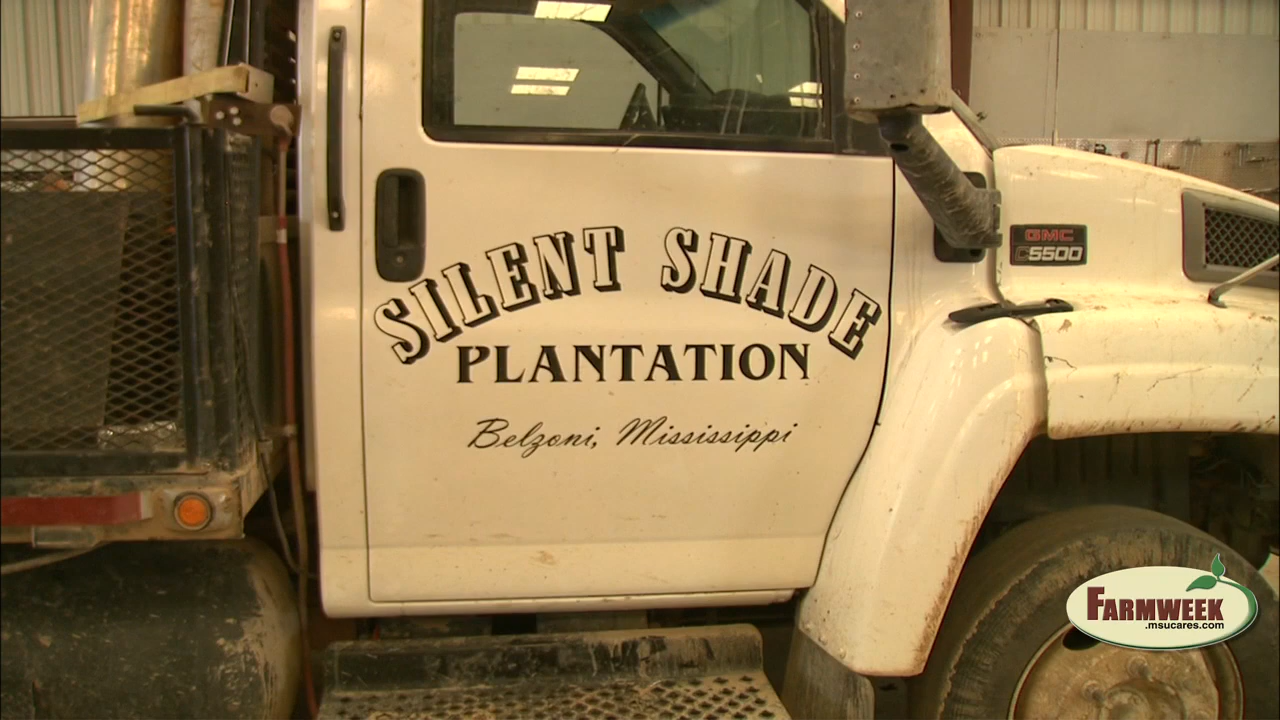 SILENT SHADE
PLANTATION
Belzoni, Mississippi
GMC
C5500
FARMWEEK
.msucares.com